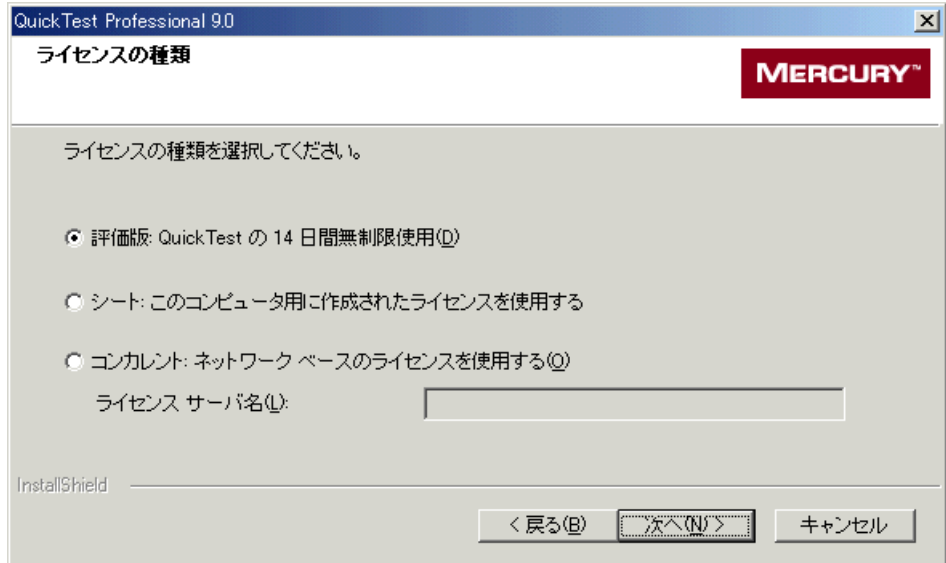 QuickTest Professional 9.0
ライセンスの種類
MERCURY™
ライセンスの種類を選択してください。
評価版: QuickTest の 14 日間無制限使用(D)
シート: このコンピュータ用に作成されたライセンスを使用する
コンカレント: ネットワーク ベースのライセンスを使用する(O)
ライセンス サーバ名(L):
InstallShield
< 戻る(B) 次へ(N) > キャンセル